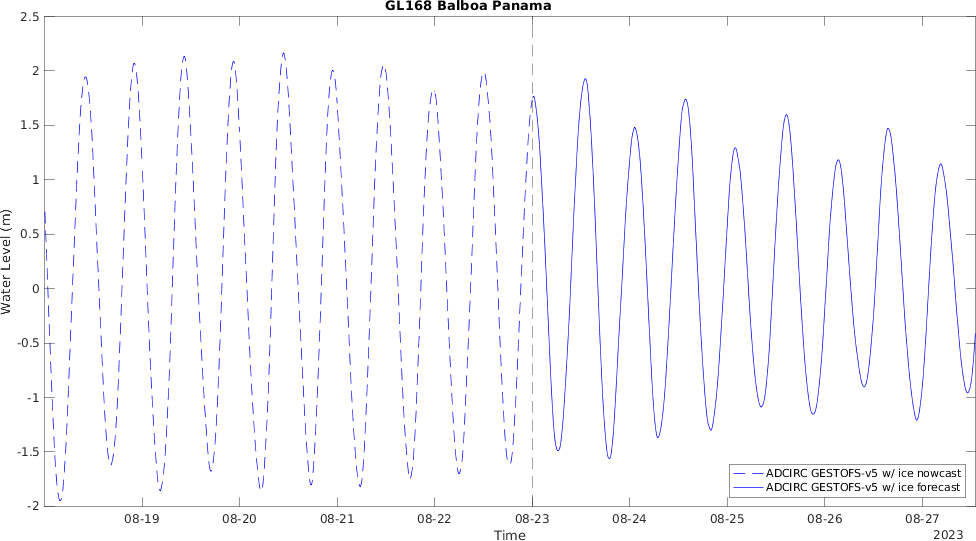 GL168 Balboa Panama
Water Level (m)
2.5
2
1.5
1
0.5
0
-0.5
-1
-1.5
-2
08-19 08-20 08-21 08-22 08-23 08-24 08-25 08-26 08-27
Time
2023
ADCIRC GESTOFS-v5 w/ ice nowcast
ADCIRC GESTOFS-v5 w/ ice forecast